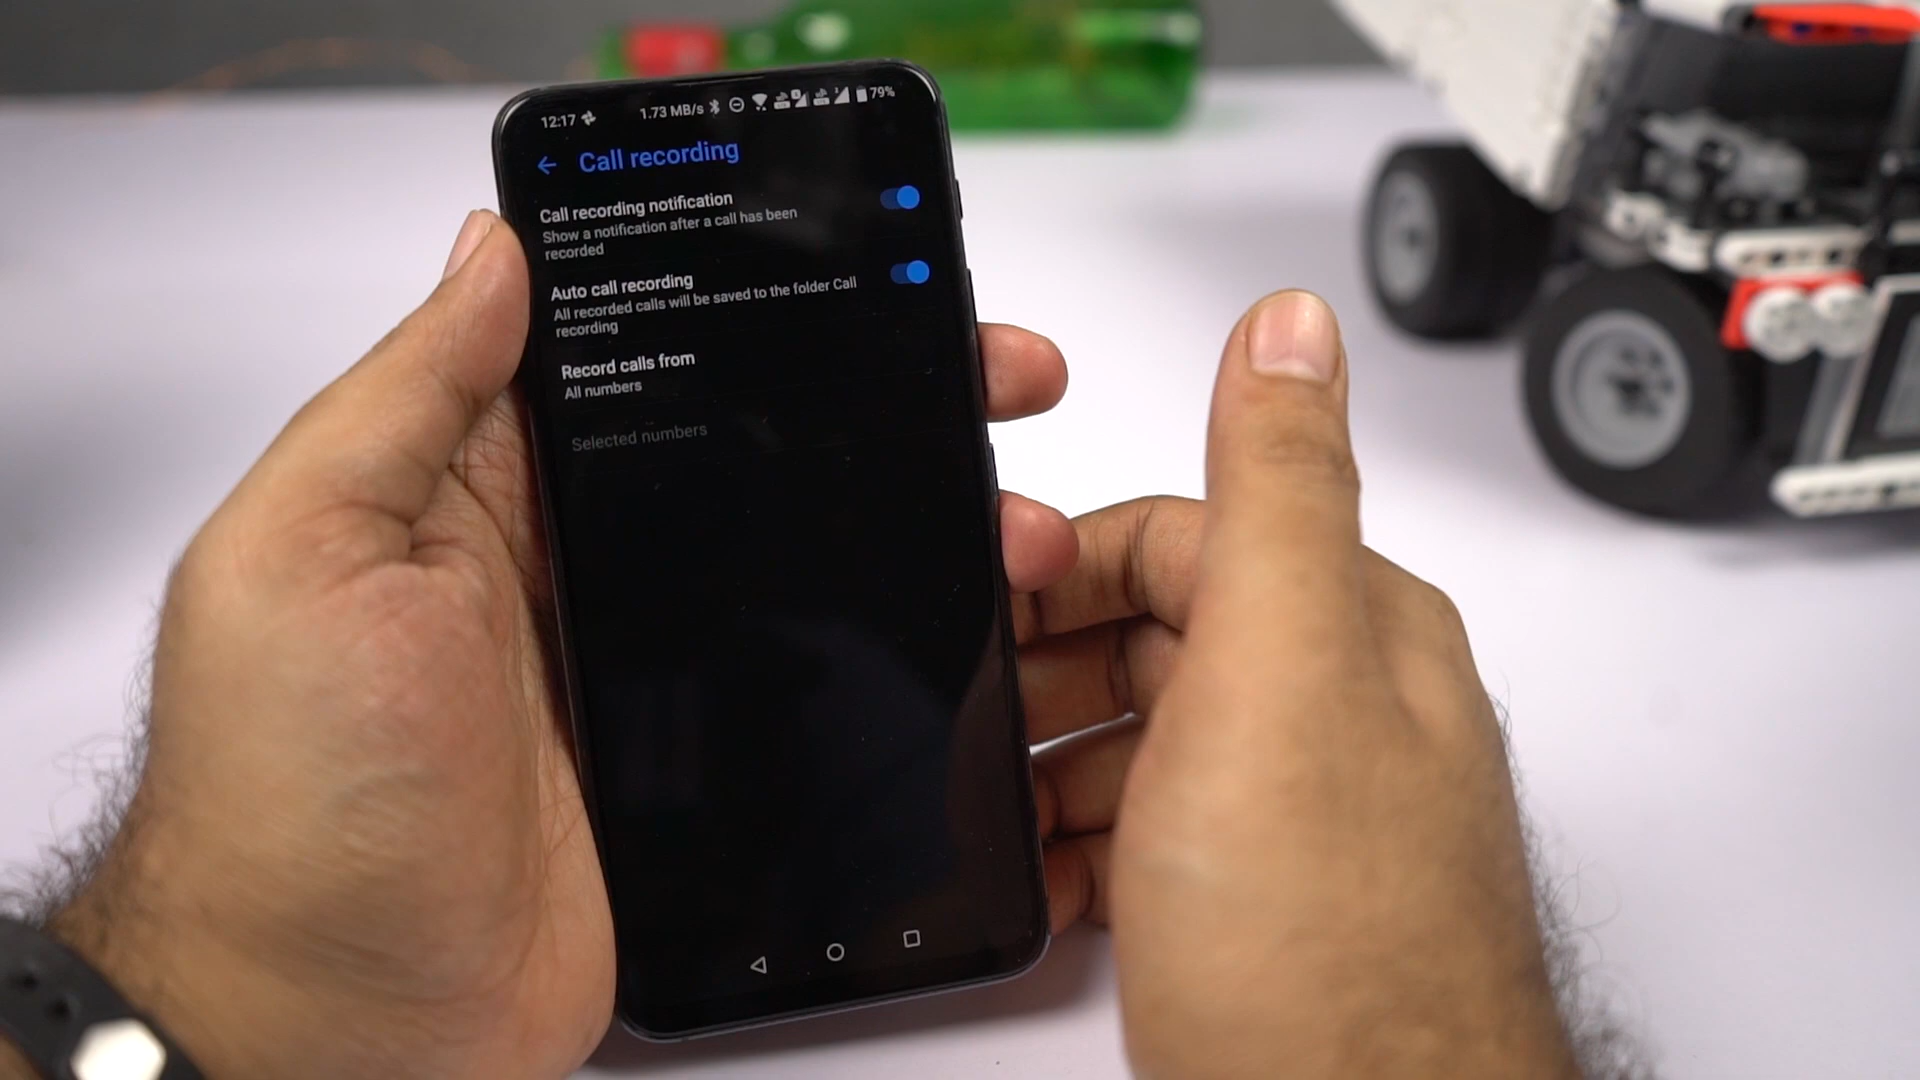 12:17 1.73 MB/s 79%
Call recording
Call recording notification
Show a notification after a call has been
recorded
Auto call recording
All recorded calls will be saved to the folder Call
recording
Record calls from
All numbers
Selected numbers